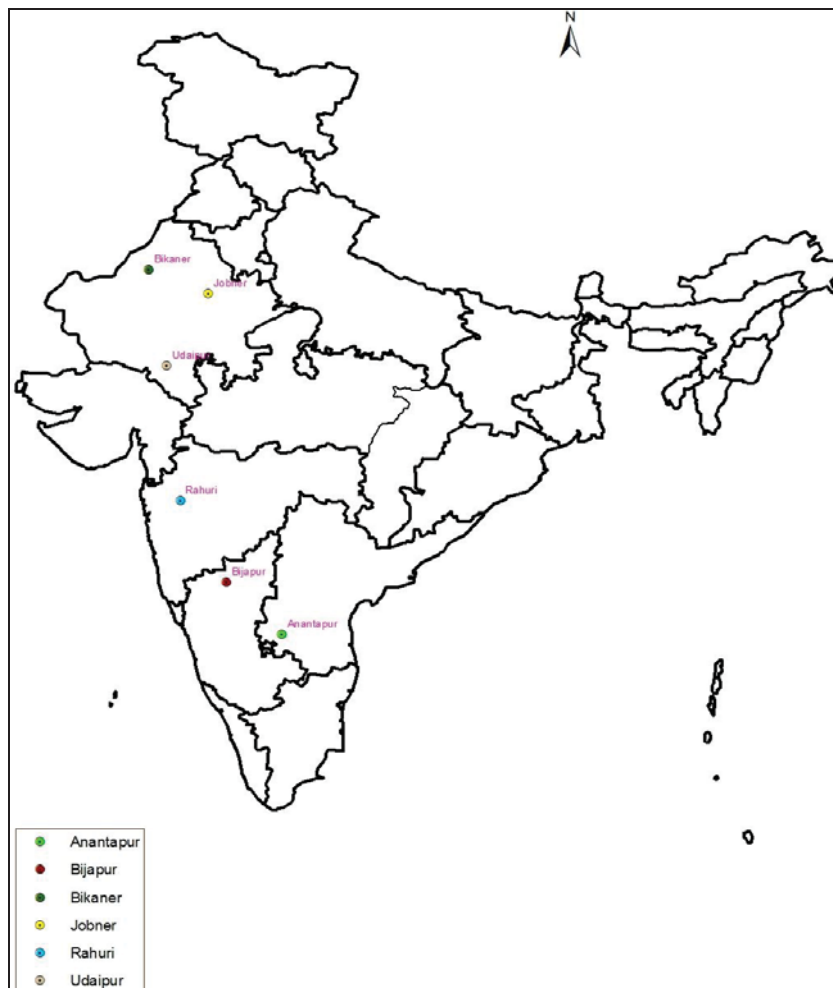 N
Bikaner
Jobner
Udaipur
Rahuri
Bijapur
Anantapur
Anantapur
Bijapur
Bikaner
Jobner
Rahuri
Udaipur